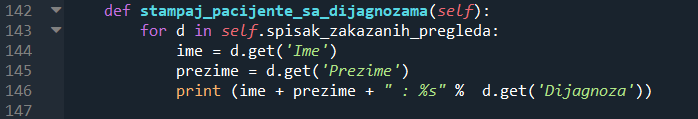 142 def stampaj_pacijente_sa_dijagnozama(self):
143 for d in self.spisak_zakazanih_pregleda:
144 ime = d.get('Ime')
145 prezime = d.get('Prezime')
146 print (ime + prezime + " : %s" %  d.get('Dijagnoza'))
147